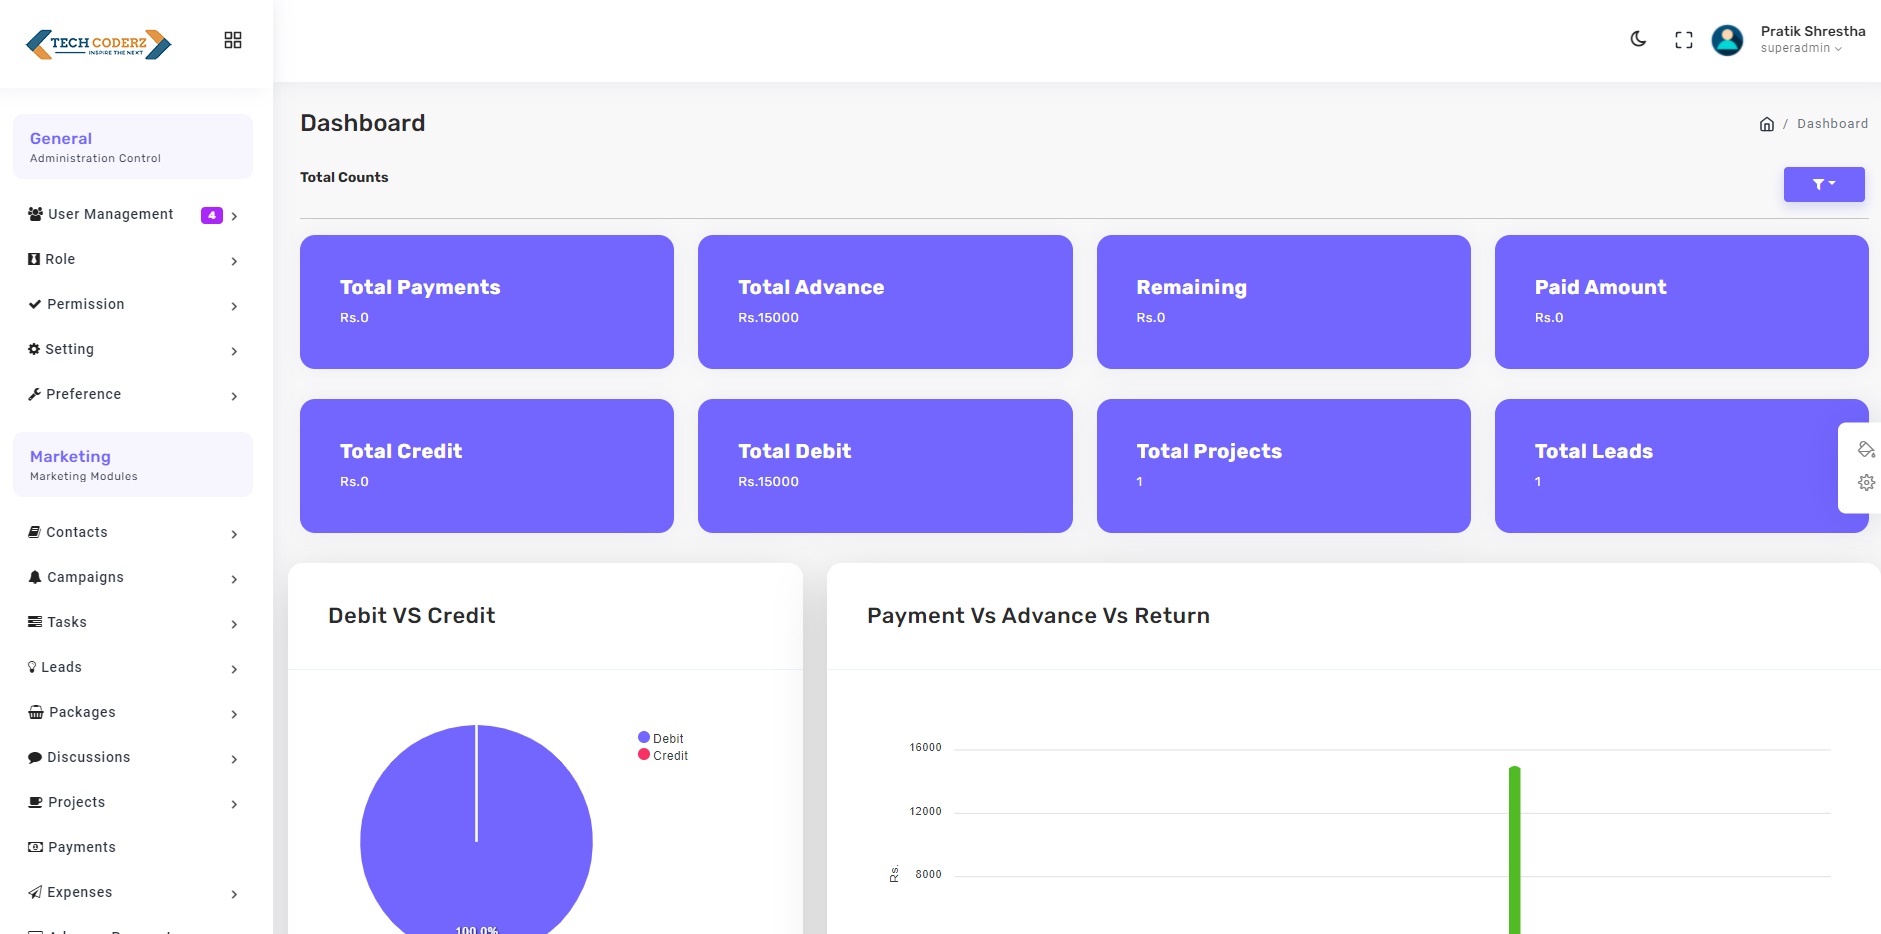 TECH CODERZ
INSPIRE THE NEXT
Pratik Shrestha
superadmin
General
Administration Control
User Management 4
Role
Permission
Setting
Preference
Marketing
Marketing Modules
Contacts
Campaigns
Tasks
Leads
Packages
Discussions
Projects
Payments
Expenses
Dashboard
/ Dashboard
Total Counts
Total Payments
Rs.0
Total Advance
Rs.15000
Remaining
Rs.0
Paid Amount
Rs.0
Total Credit
Rs.0
Total Debit
Rs.15000
Total Projects
1
Total Leads
1
Debit VS Credit
Debit
Credit
100.0%
Payment Vs Advance Vs Return
16000
12000
8000
Rs.